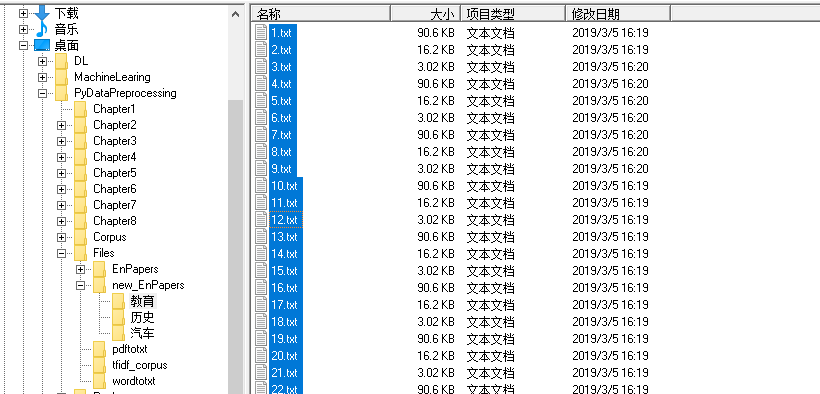 下载
音乐
桌面
DL
MachineLearing
PyDataPreprocessing
Chapter1
Chapter2
Chapter3
Chapter4
Chapter5
Chapter6
Chapter7
Chapter8
Corpus
Files
EnPapers
new_EnPapers
教育
历史
汽车
pdftotxt
tfidf_corpus
wordtotxt
名称 大小 项目类型 修改日期
1.txt 90.6 KB 文本文档 2019/3/5 16:19
2.txt 16.2 KB 文本文档 2019/3/5 16:19
3.txt 3.02 KB 文本文档 2019/3/5 16:20
4.txt 90.6 KB 文本文档 2019/3/5 16:20
5.txt 16.2 KB 文本文档 2019/3/5 16:20
6.txt 3.02 KB 文本文档 2019/3/5 16:20
7.txt 90.6 KB 文本文档 2019/3/5 16:20
8.txt 16.2 KB 文本文档 2019/3/5 16:20
9.txt 3.02 KB 文本文档 2019/3/5 16:20
10.txt 90.6 KB 文本文档 2019/3/5 16:19
11.txt 16.2 KB 文本文档 2019/3/5 16:19
12.txt 3.02 KB 文本文档 2019/3/5 16:19
13.txt 90.6 KB 文本文档 2019/3/5 16:19
14.txt 16.2 KB 文本文档 2019/3/5 16:19
15.txt 3.02 KB 文本文档 2019/3/5 16:19
16.txt 90.6 KB 文本文档 2019/3/5 16:19
17.txt 16.2 KB 文本文档 2019/3/5 16:19
18.txt 3.02 KB 文本文档 2019/3/5 16:19
19.txt 90.6 KB 文本文档 2019/3/5 16:19
20.txt 16.2 KB 文本文档 2019/3/5 16:19
21.txt 3.02 KB 文本文档 2019/3/5 16:19
22.txt 90.6 KB 文本文档 2019/3/5 16:19